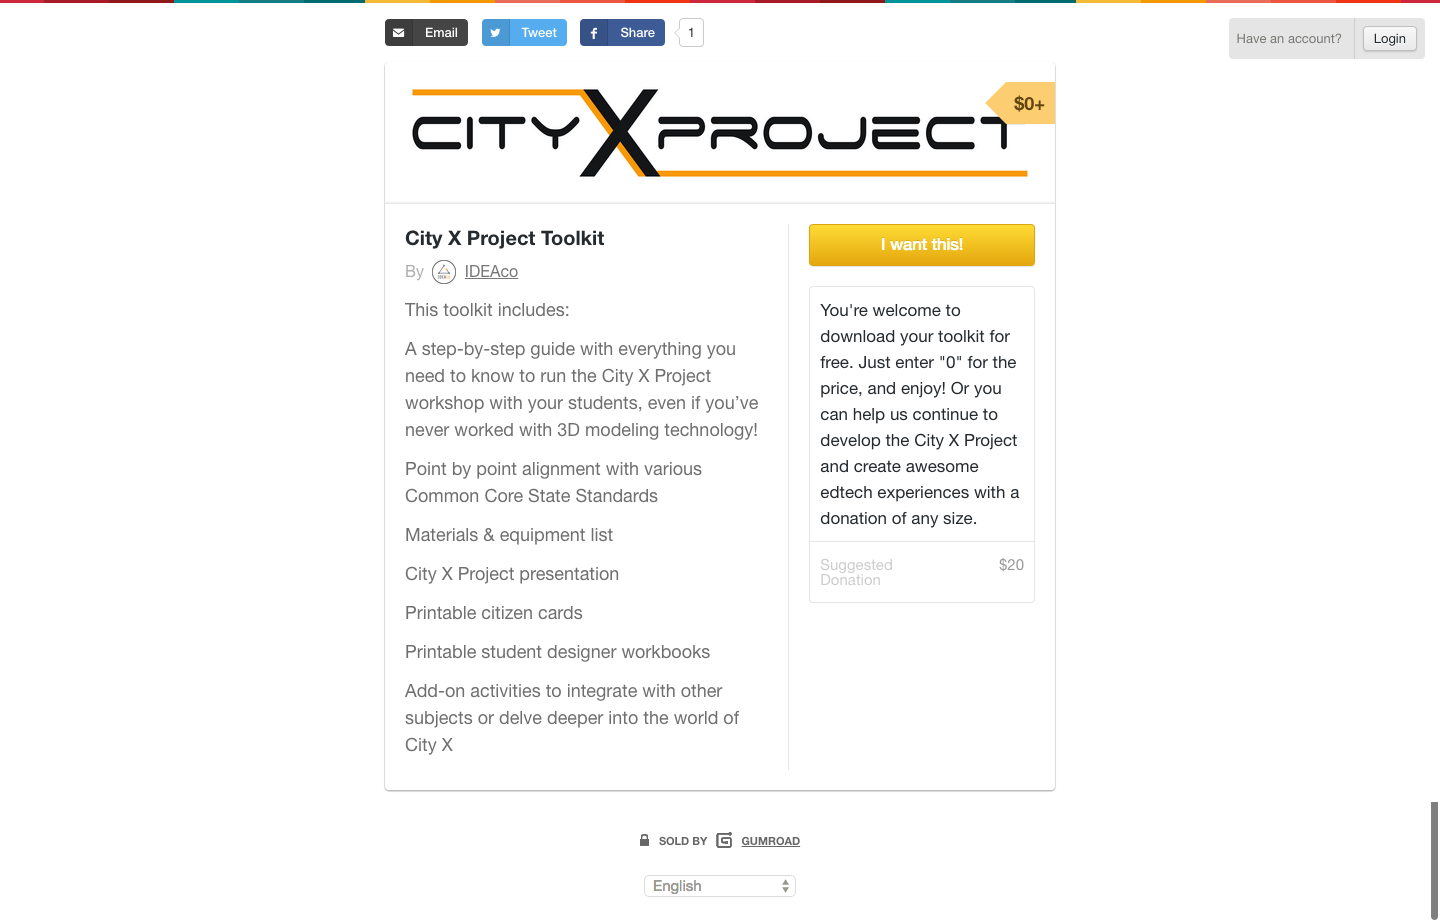 Email
Tweet
Share
1
Have an account?
Login
CITY X PROJECT
$0+
City X Project Toolkit
By IDEAco
This toolkit includes:
A step-by-step guide with everything you
need to know to run the City X Project
workshop with your students, even if you’ve
never worked with 3D modeling technology!
Point by point alignment with various
Common Core State Standards
Materials & equipment list
City X Project presentation
Printable citizen cards
Printable student designer workbooks
Add-on activities to integrate with other
subjects or delve deeper into the world of
City X
I want this!
You're welcome to
download your toolkit for
free. Just enter "0" for the
price, and enjoy! Or you
can help us continue to
develop the City X Project
and create awesome
edtech experiences with a
donation of any size.
Suggested
Donation
$20
SOLD BY GUMROAD
English